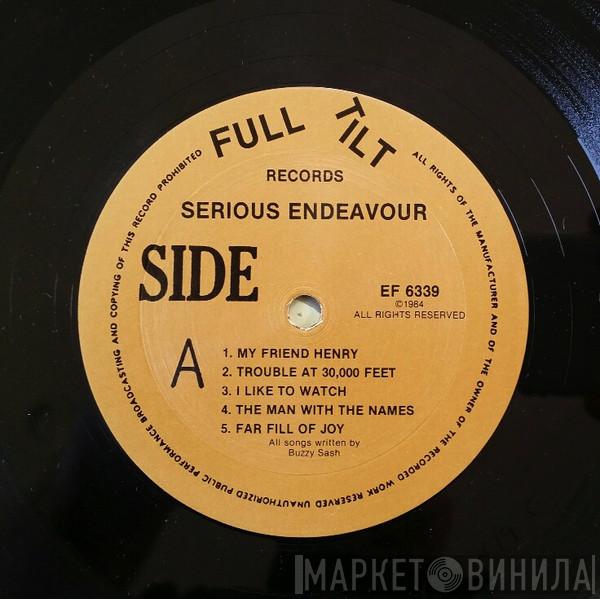 FULL TILT
RECORDS
SERIOUS ENDEAVOUR
SIDE
A
EF 6339
©1984
ALL RIGHTS RESERVED
1. MY FRIEND HENRY
2. TROUBLE AT 30,000 FEET
3. I LIKE TO WATCH
4. THE MAN WITH THE NAMES
5. FAR FILL OF JOY
All songs written by
Buzzy Sash
ALL RIGHTS OF THE MANUFACTURER AND OF THE OWNER OF THE RECORDED WORK RESERVED UNAUTHORIZED PUBLIC PERFORMANCE BROADCASTING AND COPYING OF THIS RECORD PROHIBITED
МАРКЕТ ВИНИЛА